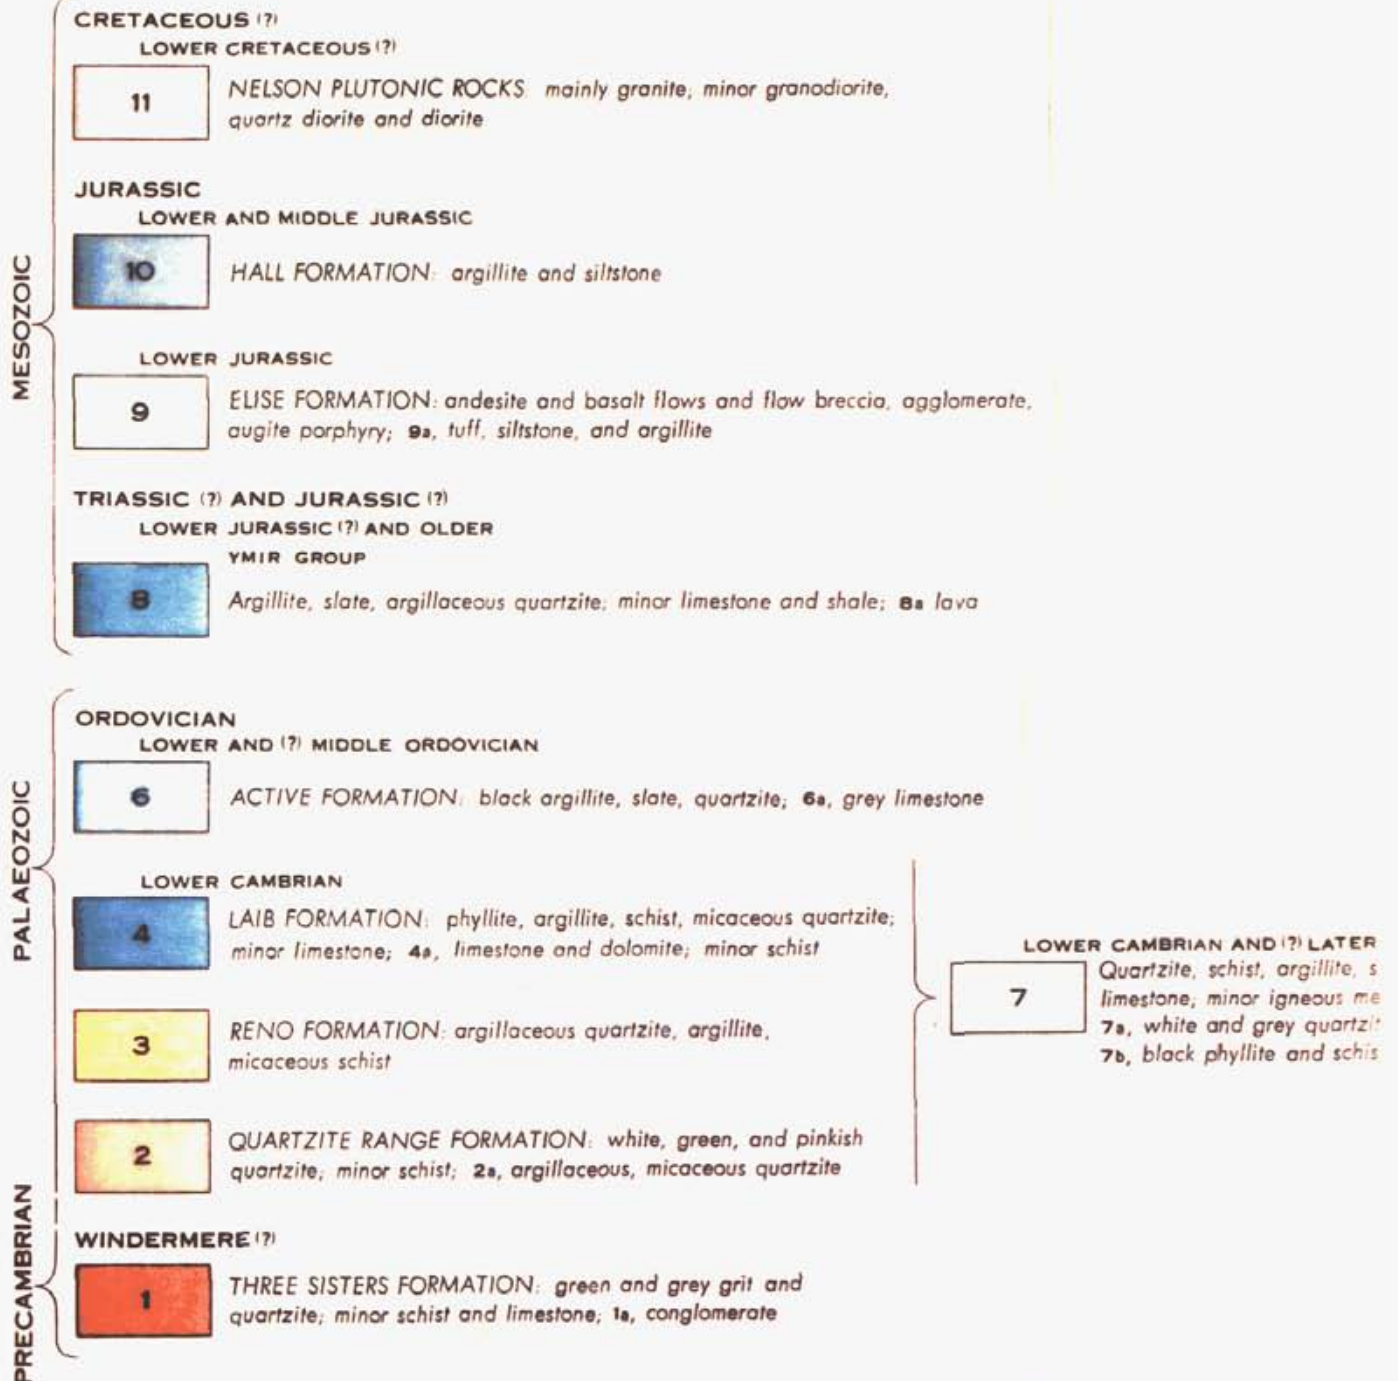 CRETACEOUS (?)
LOWER CRETACEOUS (?)
11
NELSON PLUTONIC ROCKS: mainly granite; minor granodiorite,
quartz diorite and diorite
JURASSIC
LOWER AND MIDDLE JURASSIC
10
HALL FORMATION: argillite and siltstone
MESOZOIC
LOWER JURASSIC
9
ELISE FORMATION: andesite and basalt flows and flow breccia, agglomerate,
augite porphyry; 9a, tuff, siltstone, and argillite
TRIASSIC (?) AND JURASSIC (?)
LOWER JURASSIC (?) AND OLDER
YMIR GROUP
8
Argillite, slate, argillaceous quartzite; minor limestone and shale; 8a lava
ORDOVICIAN
LOWER AND (?) MIDDLE ORDOVICIAN
6
ACTIVE FORMATION: black argillite, slate, quartzite; 6a, grey limestone
PALAEOZOIC
LOWER CAMBRIAN
4
LAIB FORMATION: phyllite, argillite, schist, micaceous quartzite;
minor limestone; 4a, limestone and dolomite; minor schist
3
RENO FORMATION: argillaceous quartzite, argillite,
micaceous schist
2
QUARTZITE RANGE FORMATION: white, green, and pinkish
quartzite; minor schist; 2a, argillaceous, micaceous quartzite
LOWER CAMBRIAN AND (?) LATER
7
Quartzite, schist, argillite, s
limestone; minor igneous me
7a, white and grey quartzit
7b, black phyllite and schis
PRECAMBRIAN
WINDERMERE (?)
1
THREE SISTERS FORMATION: green and grey grit and
quartzite; minor schist and limestone; 1a, conglomerate